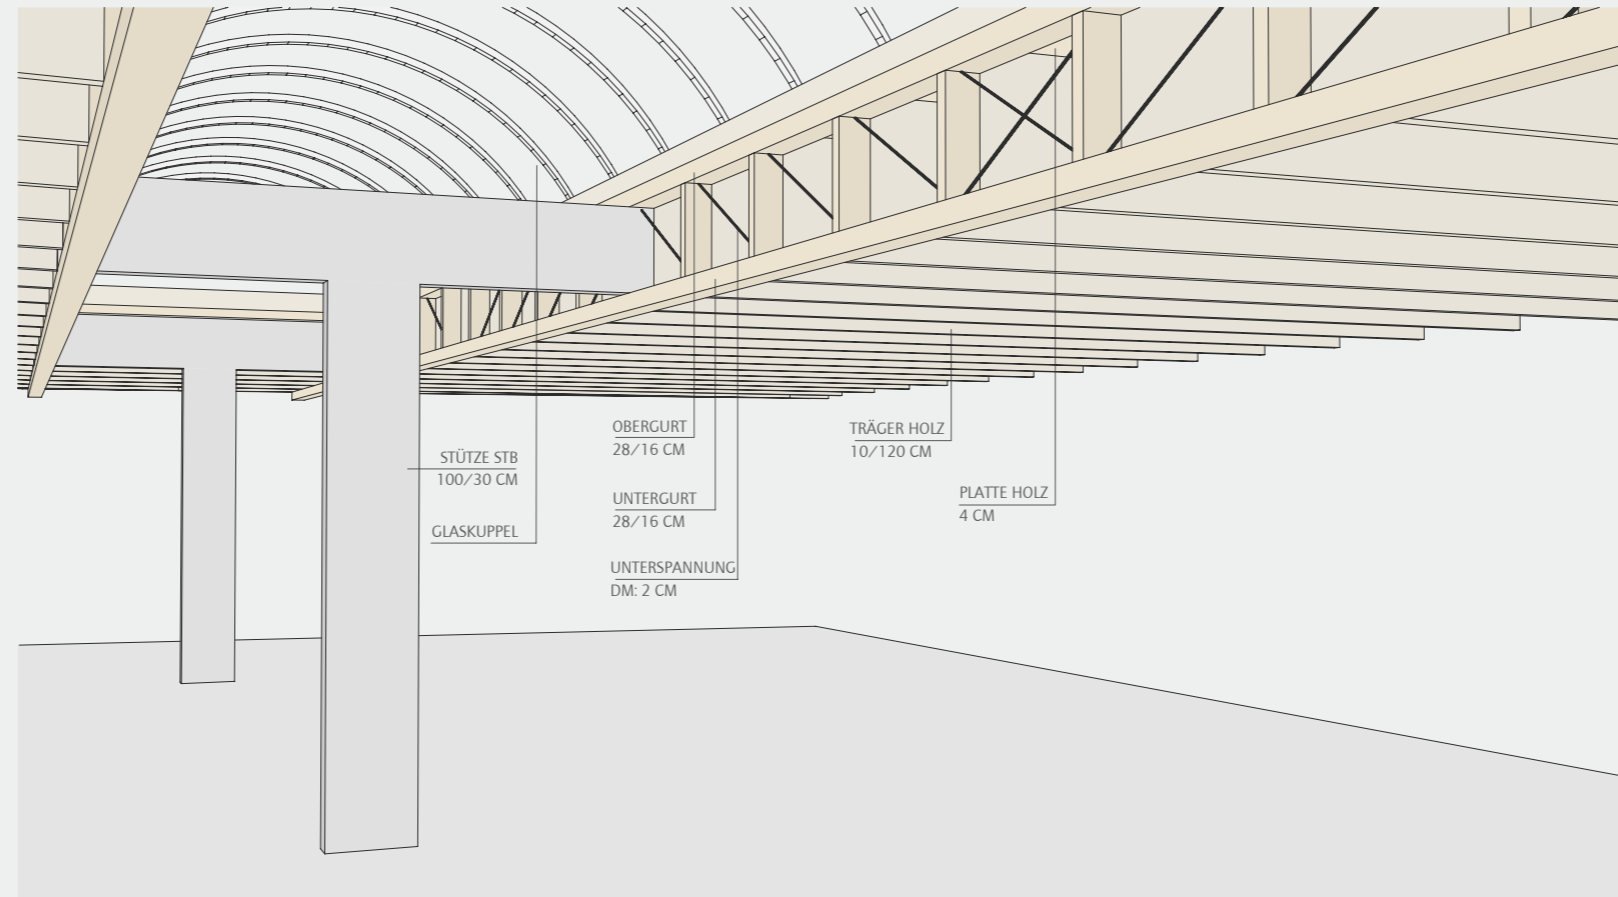 OBERGURT
28/16 CM
TRÄGER HOLZ
10/120 CM
STÜTZE STB
100/30 CM
UNTERGURT
28/16 CM
PLATTE HOLZ
4 CM
GLASKUPPEL
UNTERSPANNUNG
DM: 2 CM